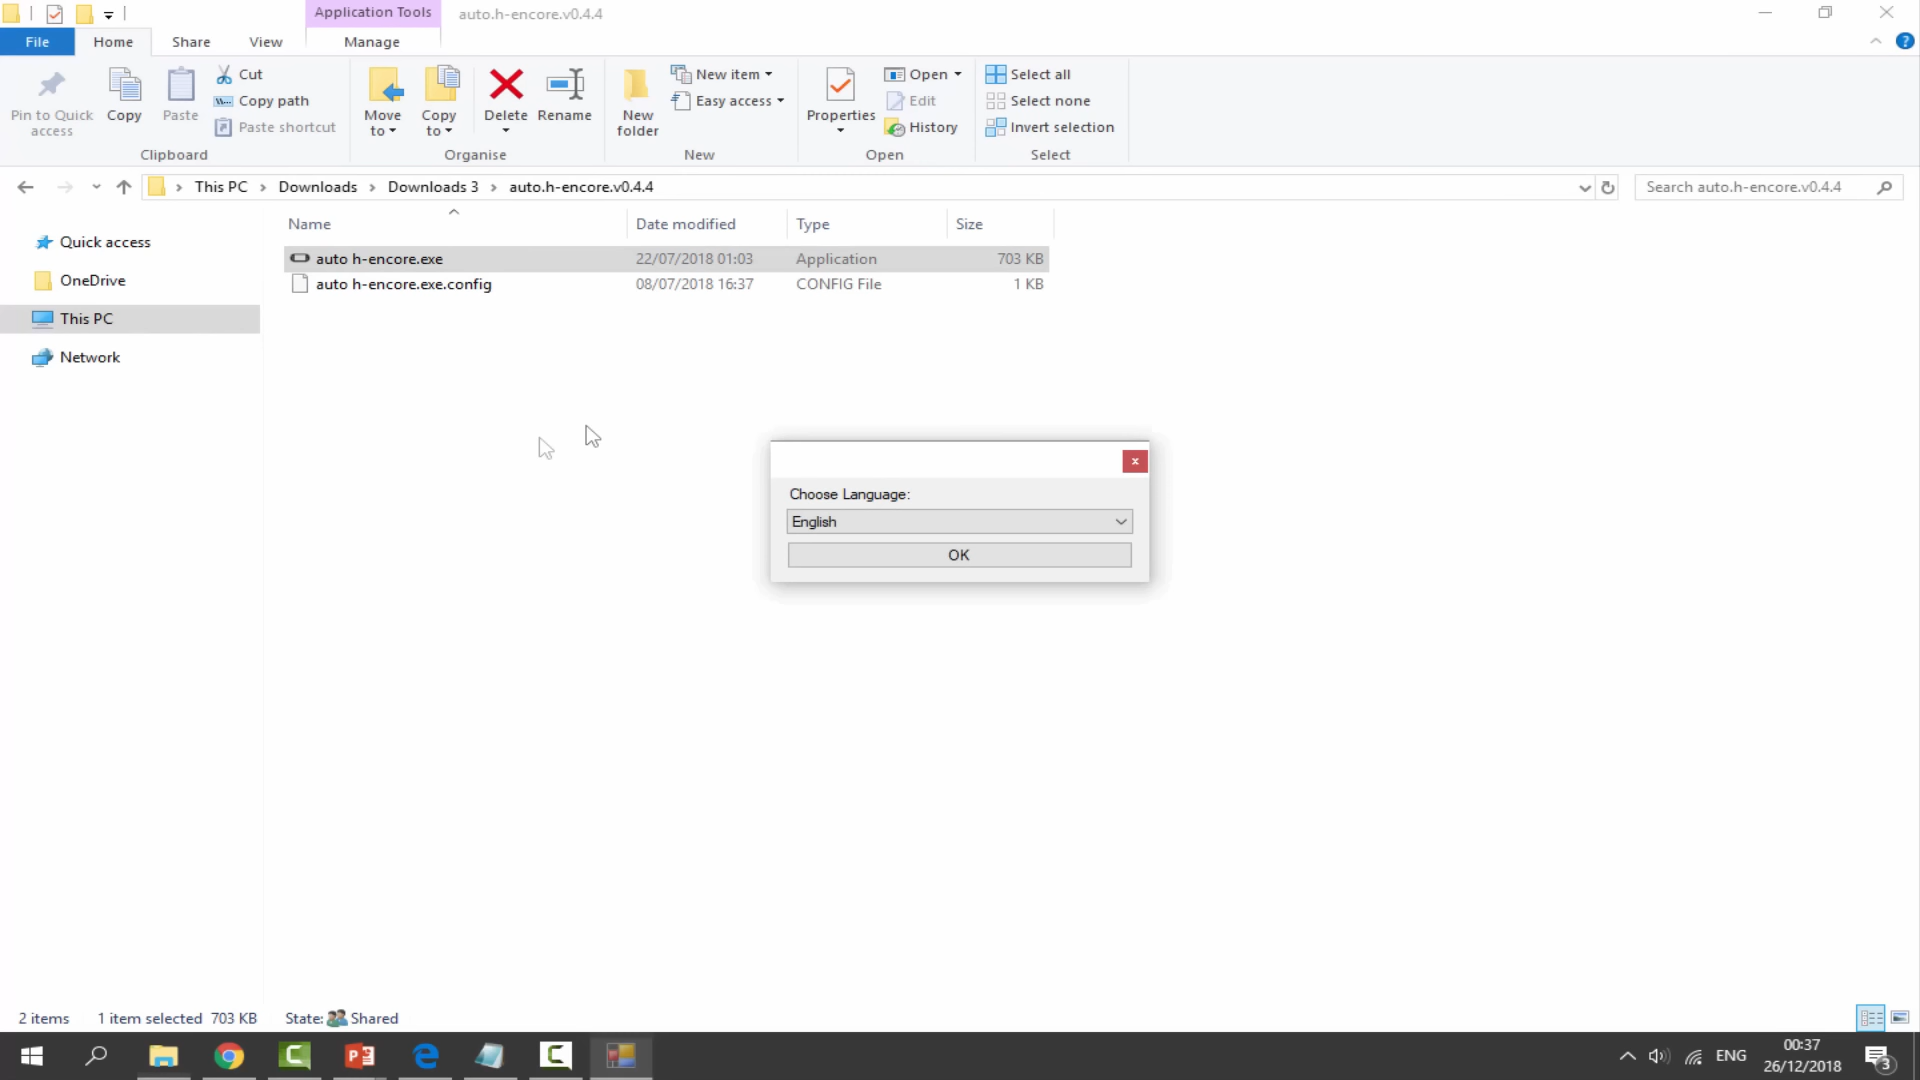 Application Tools
auto.h-encore.v0.4.4
File
Home
Share
View
Manage
Pin to Quick access
Copy
Paste
Cut
Copy path
Paste shortcut
Clipboard
Move to
Copy to
Delete
Rename
Organise
New folder
New item
Easy access
New
Properties
Open
Edit
History
Open
Select all
Select none
Invert selection
Select
This PC
Downloads
Downloads 3
auto.h-encore.v0.4.4
Search auto.h-encore.v0.4.4
Quick access
OneDrive
This PC
Network
Name
Date modified
Type
Size
auto h-encore.exe 22/07/2018 01:03 Application 703 KB
auto h-encore.exe.config 08/07/2018 16:37 CONFIG File 1 KB
Choose Language:
English
OK
2 items 1 item selected 703 KB State: Shared
ENG
00:37
26/12/2018
3